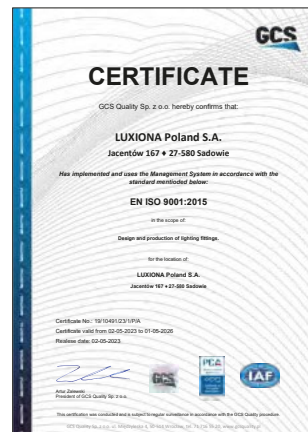 GCS
CERTIFICATE
GCS Quality Sp. z o.o. hereby confirms that:
LUXIONA Poland S.A.
Jacentów 167 ♦ 27-580 Sadowie
Has implemented and uses the Management System in accordance with the
standard mentioded below:
EN ISO 9001:2015
in the scope of:
Design and production of lighting fittings.
for the location of:
LUXIONA Poland S.A.
Jacentów 167 ♦ 27-580 Sadowie
Certificate No.: 19/10491/23/1/P/A
Certificate valid from 02-05-2023 to 01-05-2026
Realese date: 02-05-2023
Artur Zalewski
President of GCS Quality Sp. z o.o.
GCS
PCA
IAF
This certification was conducted and is subject to regular surveillance in accordance with the GCS Quality procedure.